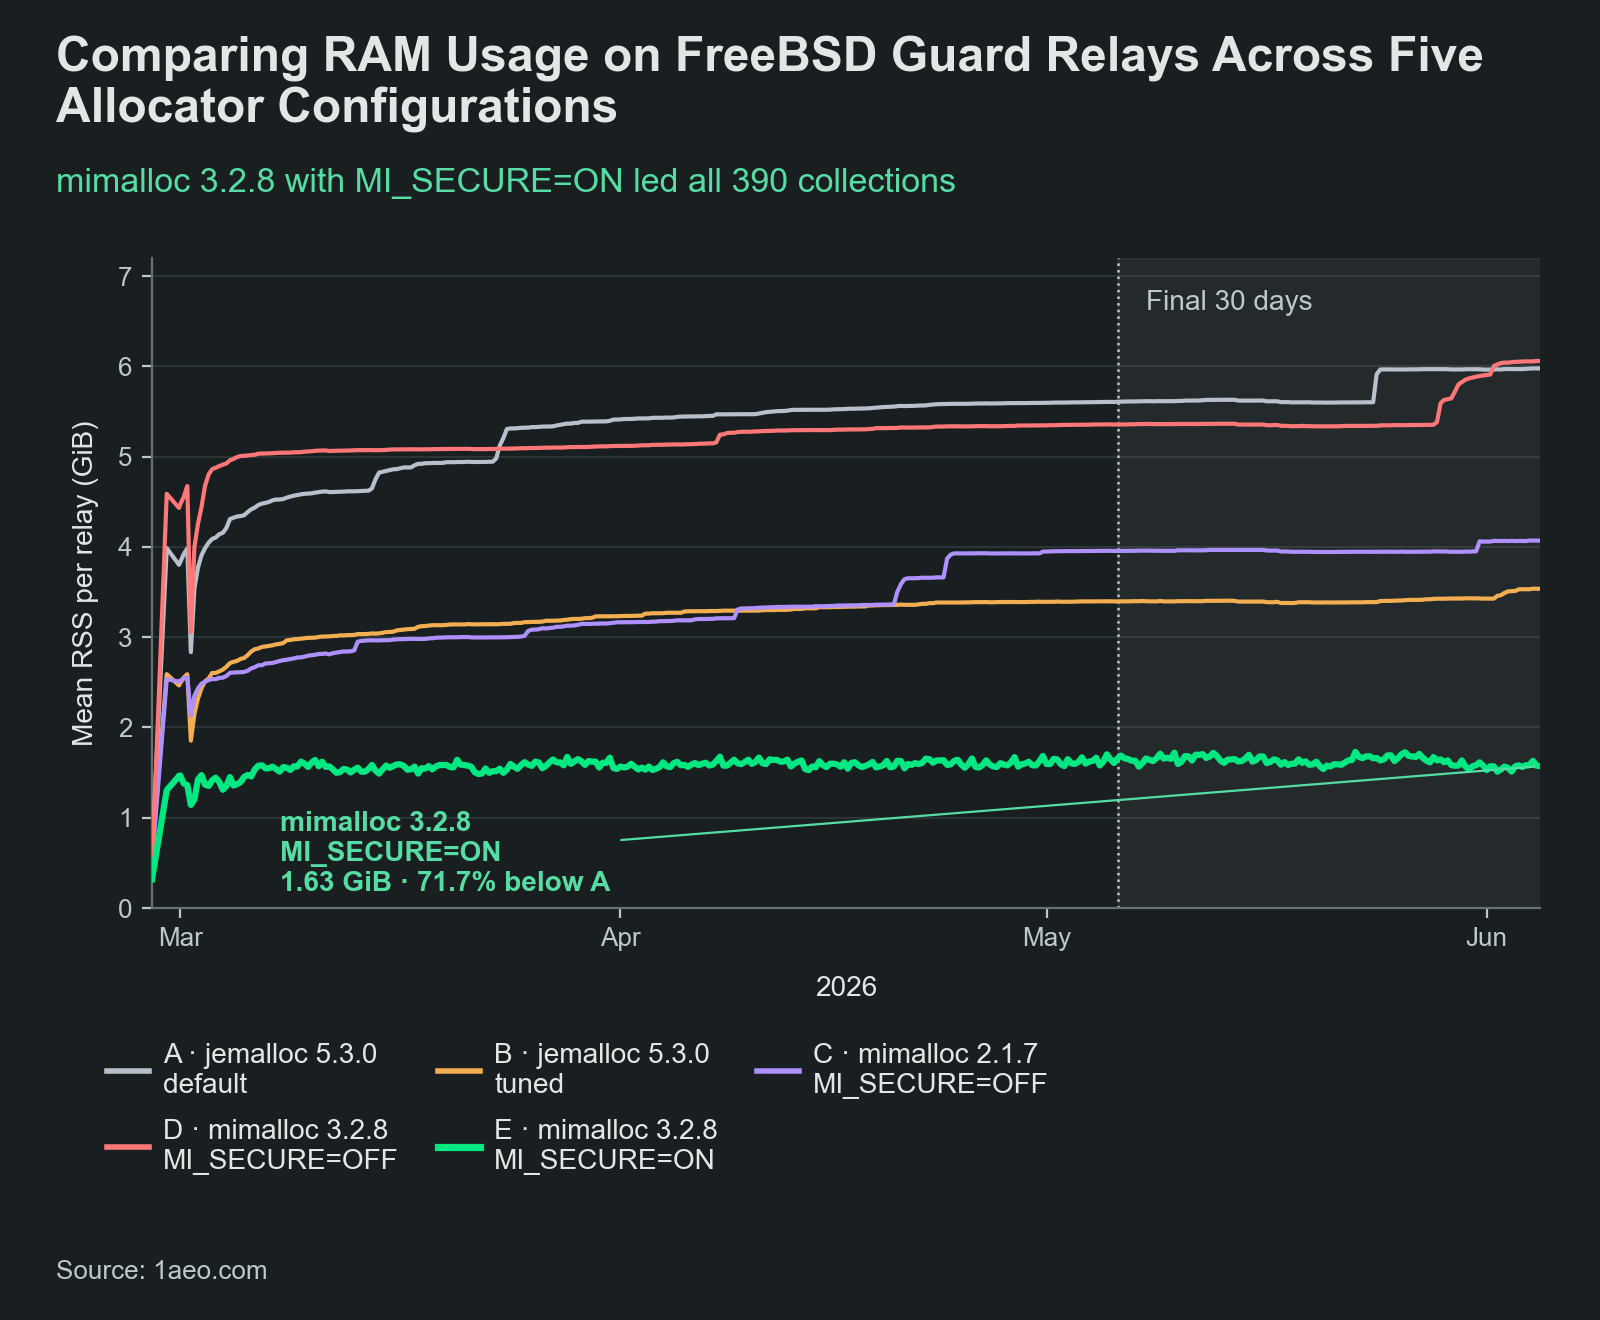 Comparing RAM Usage on FreeBSD Guard Relays Across Five
Allocator Configurations
mimalloc 3.2.8 with MI_SECURE=ON led all 390 collections
Mean RSS per relay (GiB)
7
6
5
4
3
2
1
0
Final 30 days
mimalloc 3.2.8
MI_SECURE=ON
1.63 GiB · 71.7% below A
Mar
Apr
May
Jun
2026
A · jemalloc 5.3.0
default
B · jemalloc 5.3.0
tuned
C · mimalloc 2.1.7
MI_SECURE=OFF
D · mimalloc 3.2.8
MI_SECURE=OFF
E · mimalloc 3.2.8
MI_SECURE=ON
Source: 1aeo.com